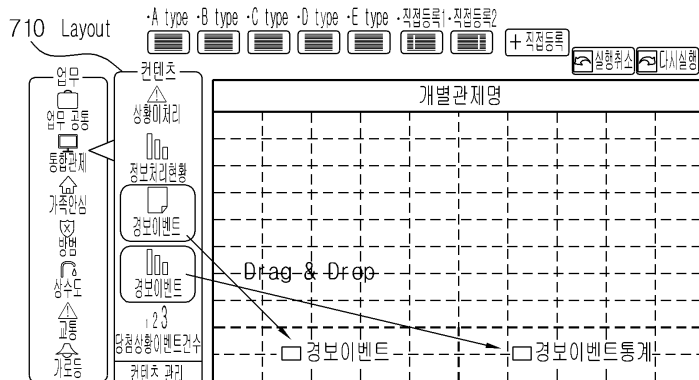 710 Layout
·A type ·B type ·C type ·D type ·E type ·직접등록1 ·직접등록2
+ 직접등록
실행취소 다시실행
업무
업무 공통
통합관제
가족안심
방범
상수도
교통
가로등
컨텐츠
상황이처리
정보처리현황
경보이벤트
경보이벤트
123
당첨상황이벤트건수
컨텐츠 관리
개별관제명
Drag & Drop
경보이벤트
경보이벤트통계